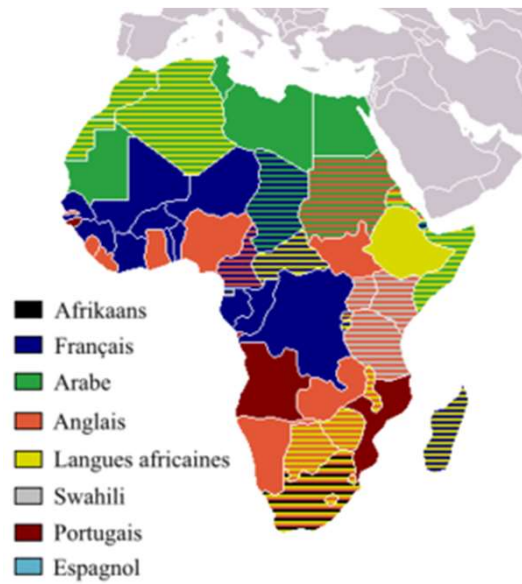 Afrikaans
Français
Arabe
Anglais
Langues africaines
Swahili
Portugais
Espagnol